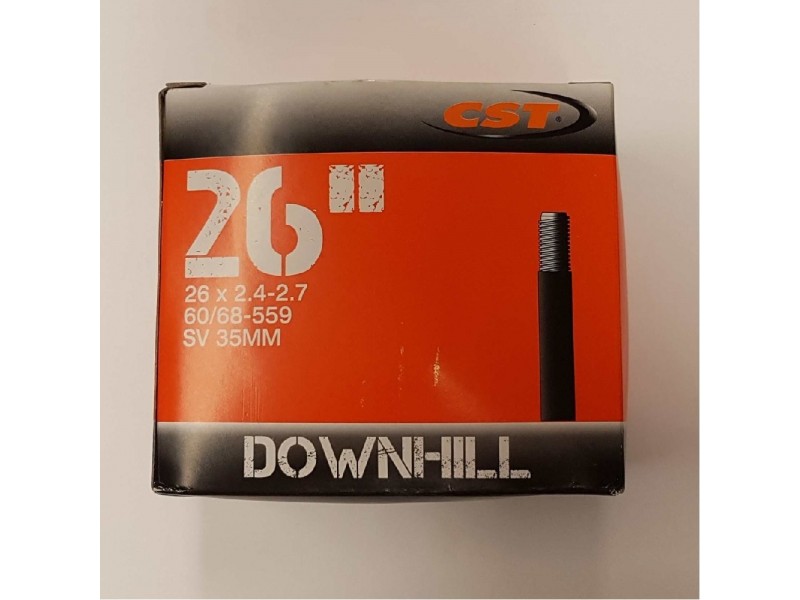 CST®
26"
26 x 2.4-2.7
60/68-559
SV 35MM
DOWNHILL